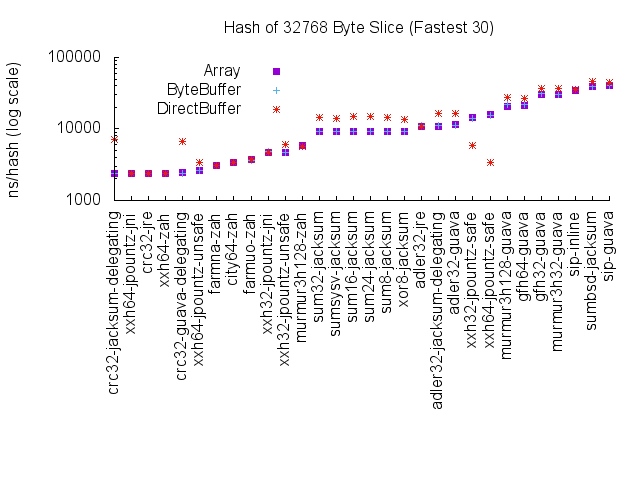 Hash of 32768 Byte Slice (Fastest 30)
100000
10000
1000
ns/hash (log scale)
Array
ByteBuffer
DirectBuffer
crc32-jacksum-delegating
xxh64-jpountz-jni
crc32-jre
xxh64-zah
crc32-guava-delegating
xxh64-jpountz-unsafe
farmna-zah
city64-zah
farmuo-zah
xxh32-jpountz-jni
xxh32-jpountz-unsafe
murmur3h128-zah
sum32-jacksum
sumsysv-jacksum
sum16-jacksum
sum24-jacksum
sum8-jacksum
xor8-jacksum
adler32-jre
adler32-jacksum-delegating
adler32-guava
xxh32-jpountz-safe
xxh64-jpountz-safe
murmur3h128-guava
gfh64-guava
gfh32-guava
murmur3h32-guava
sip-inline
sumbsd-jacksum
sip-guava